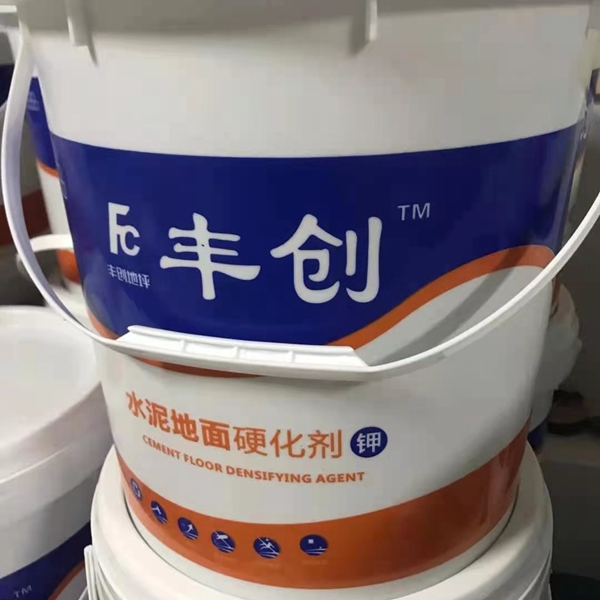 FC 丰创 TM
丰创地坪
水泥地面硬化剂 钾
CEMENT FLOOR DENSIFYING AGENT
TM